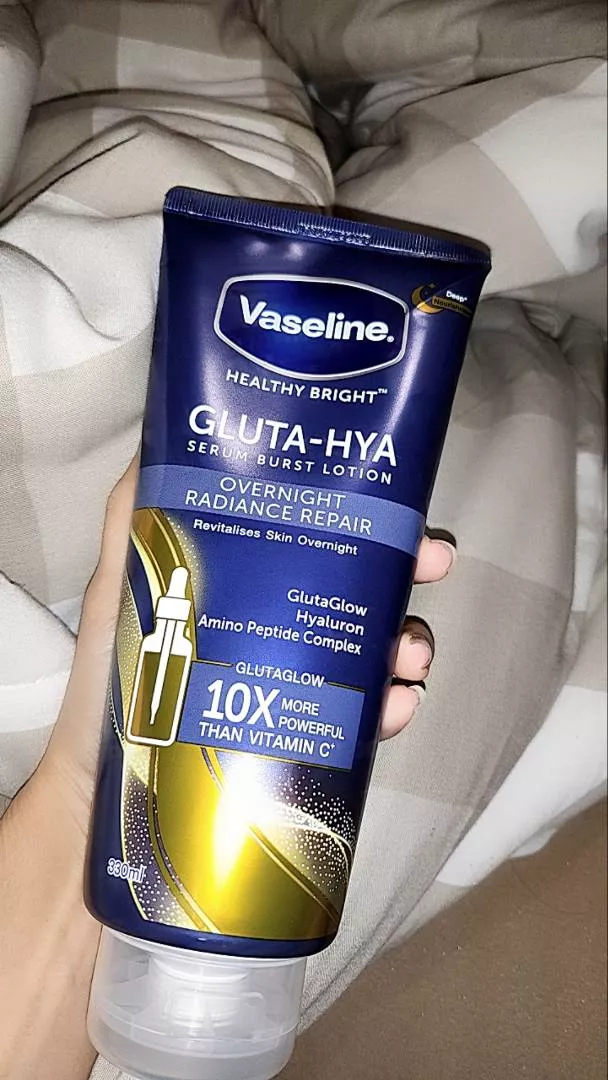 Vaseline.
Deep*
HEALTHY BRIGHT™
GLUTA-HYA
SERUM BURST LOTION
OVERNIGHT
RADIANCE REPAIR
Revitalises Skin Overnight
GlutaGlow
Hyaluron
Amino Peptide Complex
GLUTAGLOW
10X MORE
POWERFUL
THAN VITAMIN C⁺
330ml